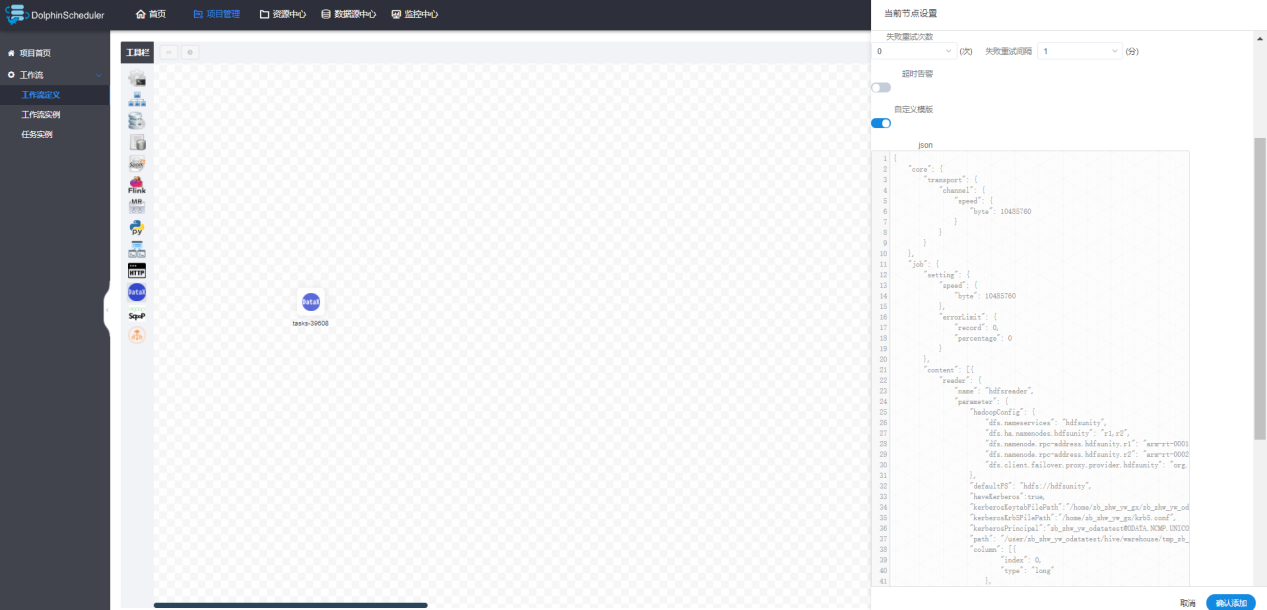 DolphinScheduler
首页
项目管理
资源中心
数据源中心
监控中心
项目首页
工作流
工作流定义
工作流实例
任务实例
工具栏
Spark
Flink
MR
py
HTTP
DataX
Sqoop
DataX
tasks-39608
当前节点设置
失败重试次数
0 (次) 失败重试间隔 1 (分)
超时告警
自定义模版
json
1 {
2 "core": {
3 "transport": {
4 "channel": {
5 "speed": {
6 "byte": 10485760
7 }
8 }
9 }
10 },
11 "job": {
12 "setting": {
13 "speed": {
14 "byte": 10485760
15 },
16 "errorLimit": {
17 "record": 0,
18 "percentage": 0
19 }
20 },
21 "content": [{
22 "reader": {
23 "name": "hdfsreader",
24 "parameter": {
25 "hadoopConfig": {
26 "dfs.nameservices": "hdfsunity",
27 "dfs.ha.namenodes.hdfsunity": "r1,r2",
28 "dfs.namenode.rpc-address.hdfsunity.r1": "arm-rt-0001
29 "dfs.namenode.rpc-address.hdfsunity.r2": "arm-rt-0002
30 "dfs.client.failover.proxy.provider.hdfsunity": "org.
31 },
32 "defaultFS": "hdfs://hdfsunity",
33 "haveKerberos":true,
34 "kerberosKeytabFilePath":"/home/sb_zhw_yw_gx/sb_zhw_yw_od
35 "kerberosKrb5FilePath":"/home/sb_zhw_yw_gx/krb5.conf",
36 "kerberosPrincipal":"sb_zhw_yw_odatatest@ODATA.NCMP.UNICO
37 "path": "/user/sb_zhw_yw_odatatest/hive/warehouse/tmp_sb_
38 "column": [{
39 "index": 0,
40 "type": "long"
41 },
取消
确认添加